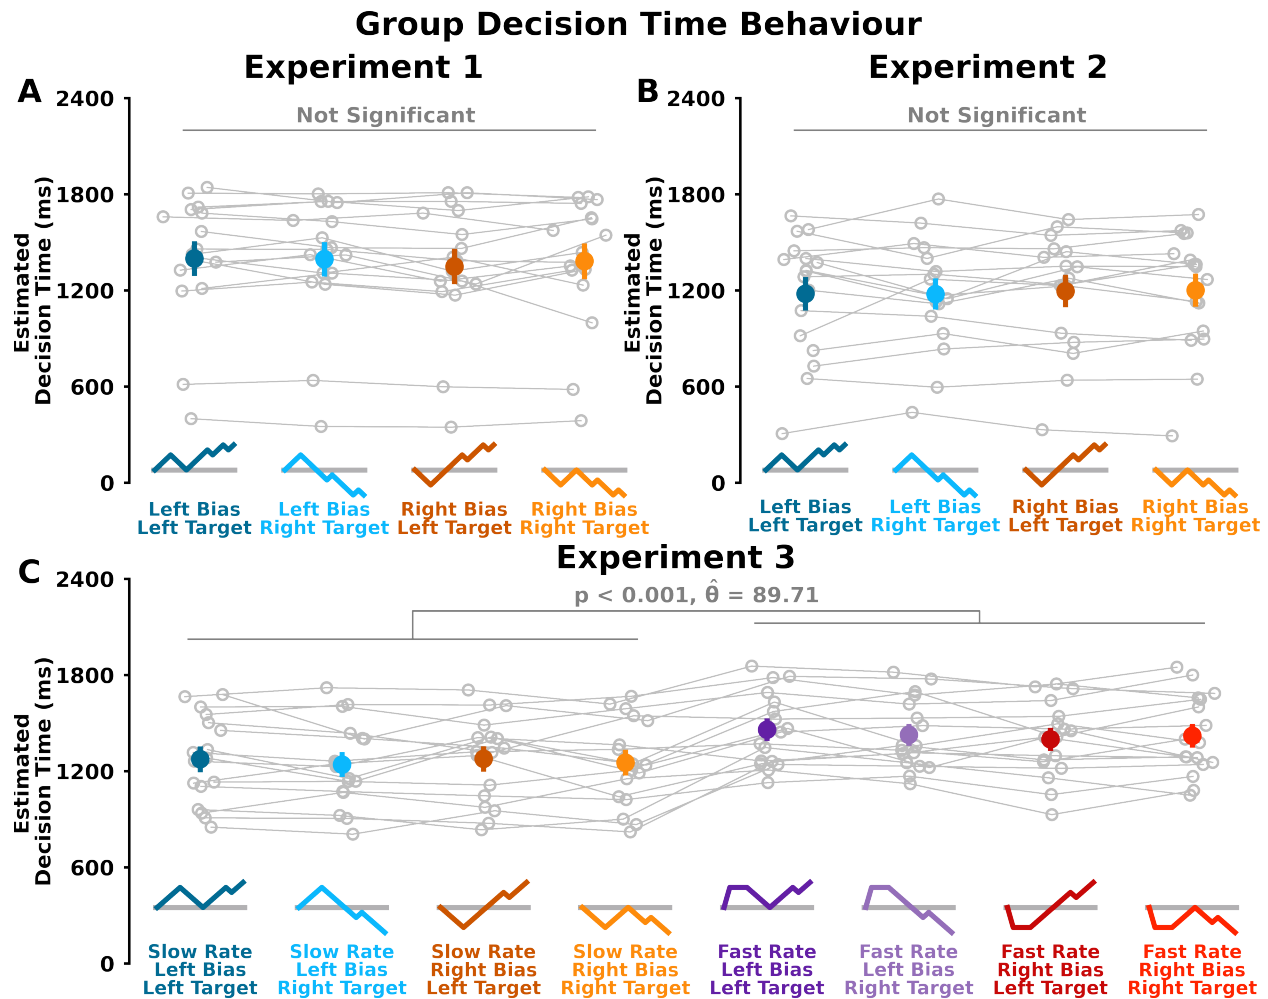 Group Decision Time Behaviour
Experiment 1
A
2400
1800
1200
600
0
Estimated
Decision Time (ms)
Not Significant
Left Bias
Left Target
Left Bias
Right Target
Right Bias
Left Target
Right Bias
Right Target
Experiment 2
B
2400
1800
1200
600
0
Estimated
Decision Time (ms)
Not Significant
Left Bias
Left Target
Left Bias
Right Target
Right Bias
Left Target
Right Bias
Right Target
Experiment 3
C
2400
1800
1200
600
0
Estimated
Decision Time (ms)
p < 0.001, θ̂ = 89.71
Slow Rate
Left Bias
Left Target
Slow Rate
Left Bias
Right Target
Slow Rate
Right Bias
Left Target
Slow Rate
Right Bias
Right Target
Fast Rate
Left Bias
Left Target
Fast Rate
Left Bias
Right Target
Fast Rate
Right Bias
Left Target
Fast Rate
Right Bias
Right Target